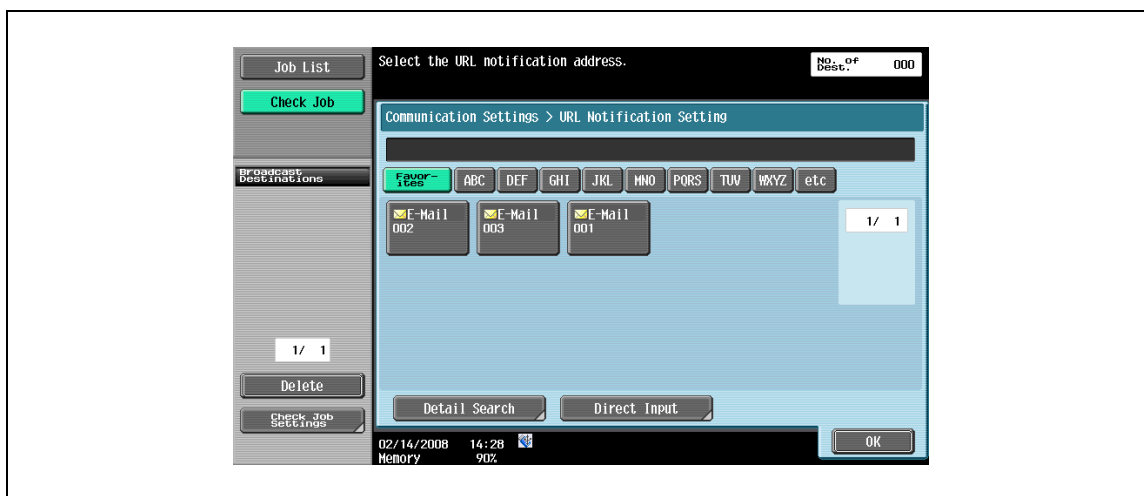 Job List
Check Job
Broadcast
Destinations
1/ 1
Delete
Check Job
Settings
Select the URL notification address.
No. of
Dest. 000
Communication Settings > URL Notification Setting
Favor-
ites ABC DEF GHI JKL MNO PQRS TUV WXYZ etc
E-Mail E-Mail E-Mail
002 003 001
1/ 1
Detail Search Direct Input
02/14/2008 14:28
Memory 90%
OK